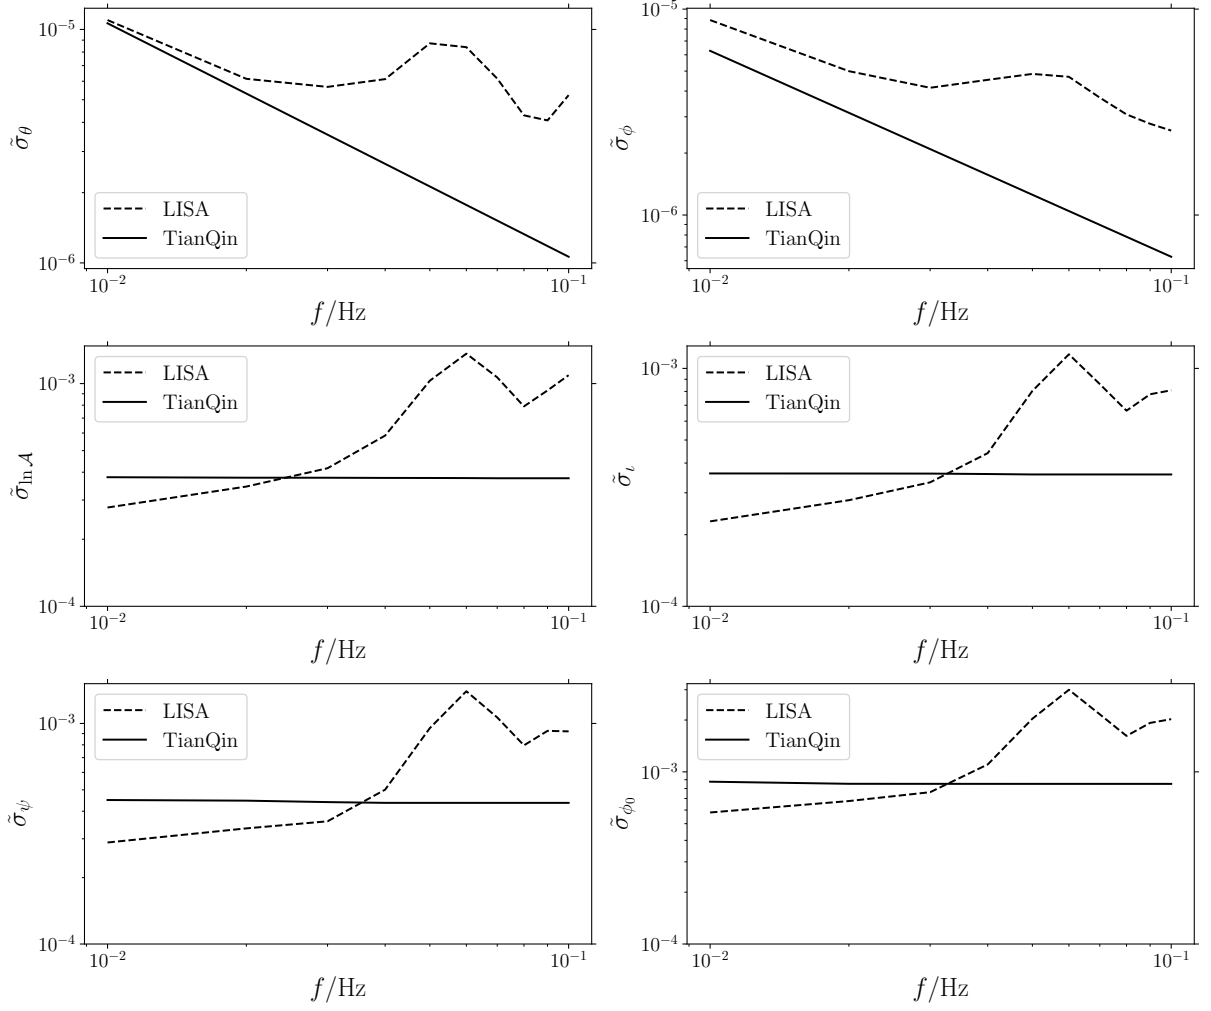 10⁻⁵
10⁻⁶
σ̃_θ
LISA
TianQin
10⁻² 10⁻¹
f/Hz
10⁻⁵
10⁻⁶
σ̃_ϕ
LISA
TianQin
10⁻² 10⁻¹
f/Hz
10⁻³
10⁻⁴
σ̃_ln 𝒜
LISA
TianQin
10⁻² 10⁻¹
f/Hz
10⁻³
10⁻⁴
σ̃_ι
LISA
TianQin
10⁻² 10⁻¹
f/Hz
10⁻³
10⁻⁴
σ̃_ψ
LISA
TianQin
10⁻² 10⁻¹
f/Hz
10⁻³
10⁻⁴
σ̃_ϕ₀
LISA
TianQin
10⁻² 10⁻¹
f/Hz